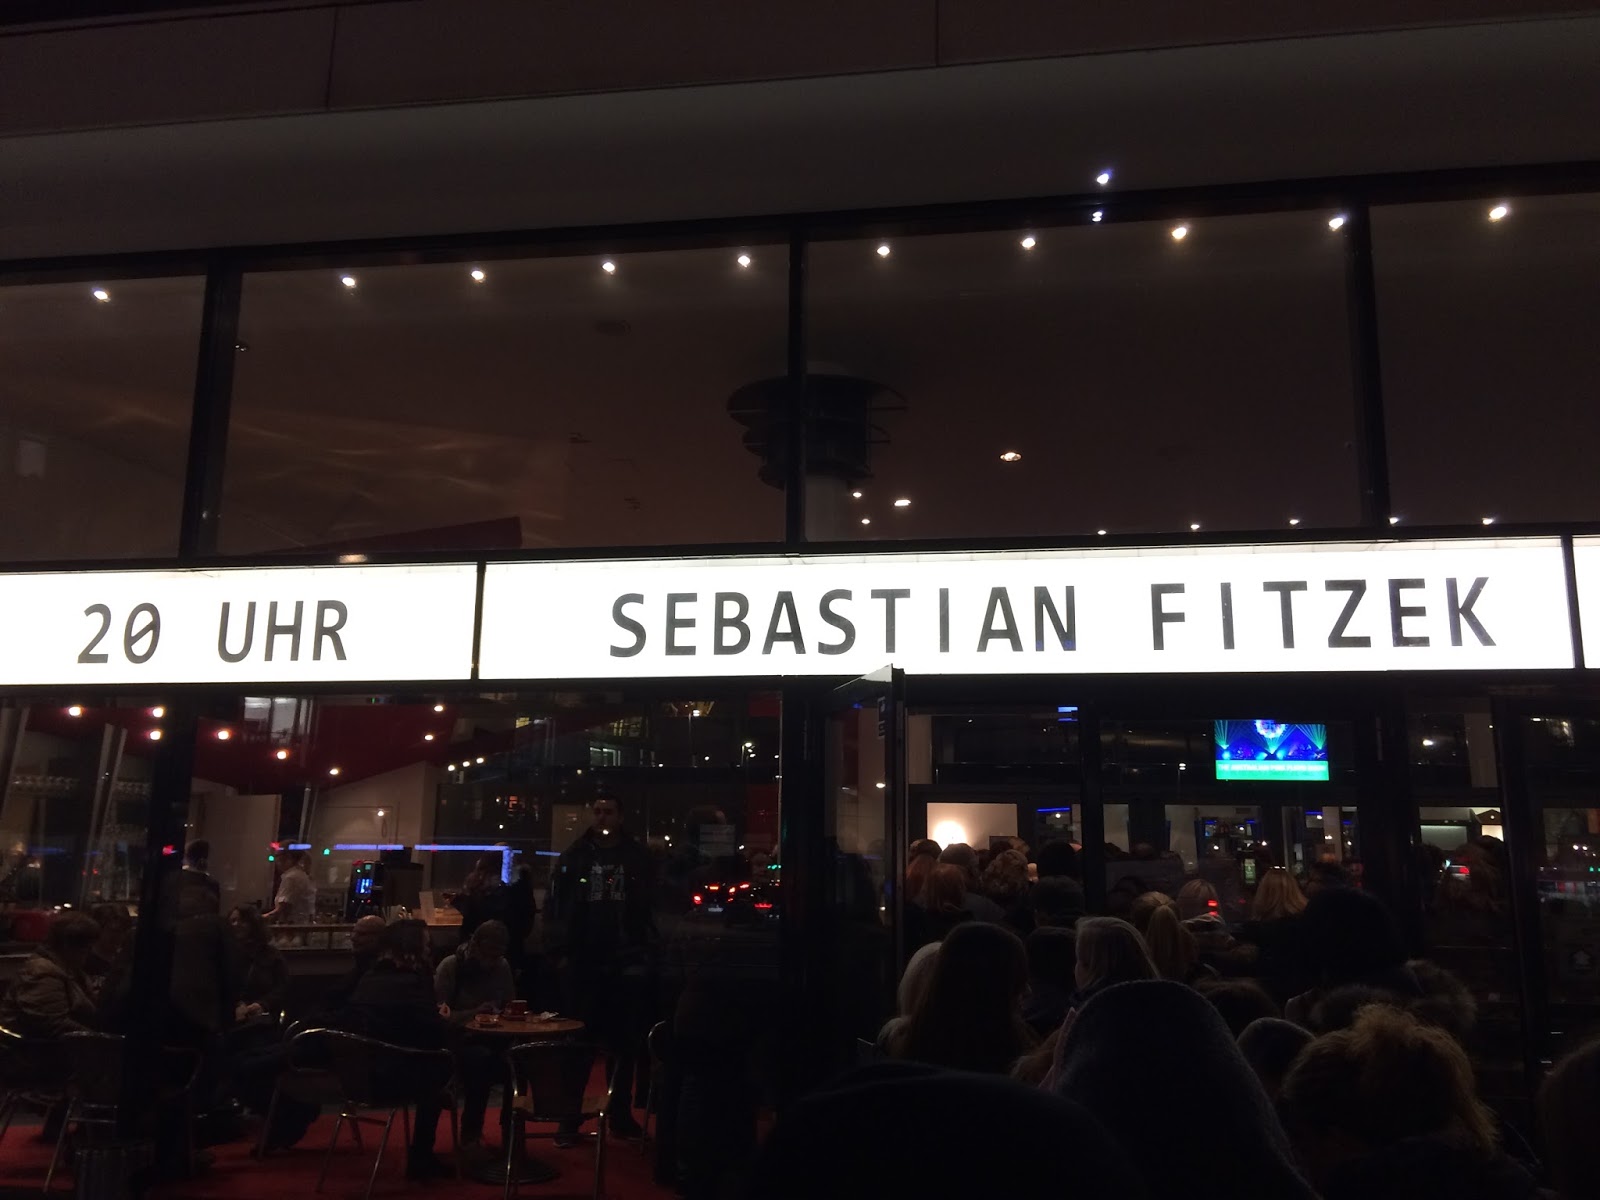 20 UHR SEBASTIAN FITZEK